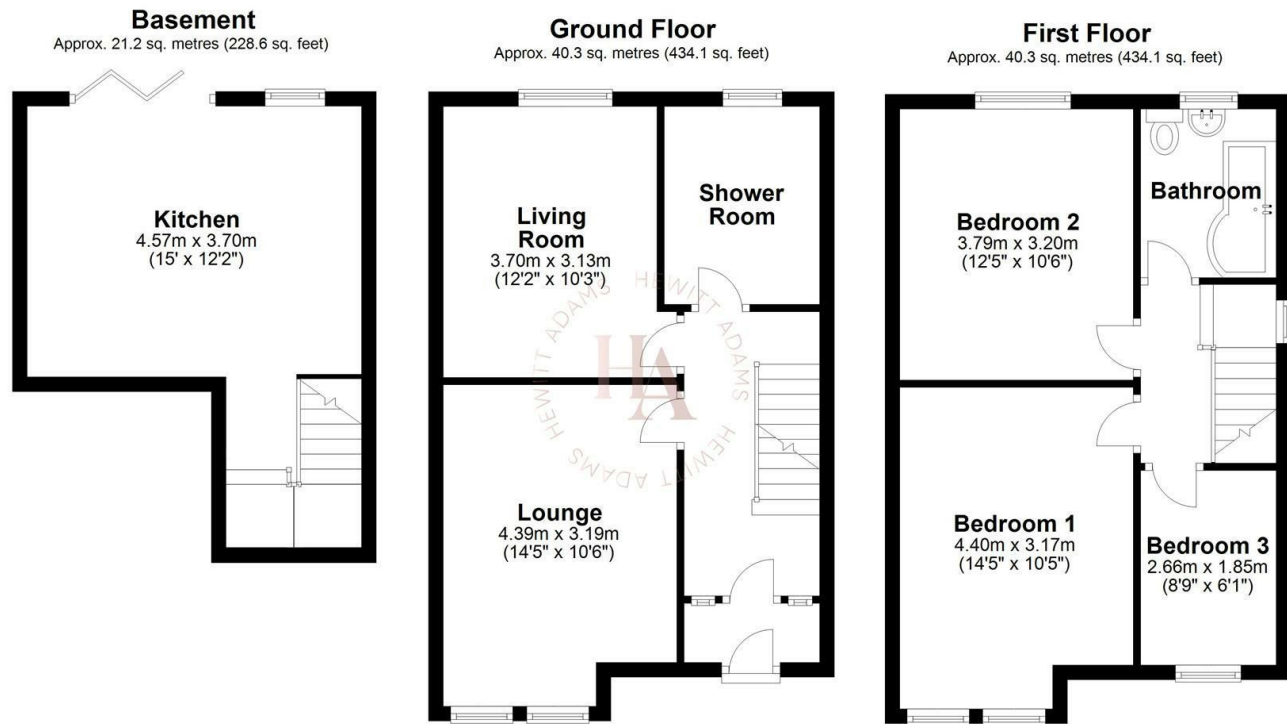 Basement
Approx. 21.2 sq. metres (228.6 sq. feet)
Kitchen
4.57m x 3.70m
(15' x 12'2")
Ground Floor
Approx. 40.3 sq. metres (434.1 sq. feet)
Living
Room
3.70m x 3.13m
(12'2" x 10'3")
Shower
Room
Lounge
4.39m x 3.19m
(14'5" x 10'6")
HEWITT ADAMS HEWITT ADAMS HEWITT ADAMS
HA
First Floor
Approx. 40.3 sq. metres (434.1 sq. feet)
Bedroom 2
3.79m x 3.20m
(12'5" x 10'6")
Bathroom
Bedroom 1
4.40m x 3.17m
(14'5" x 10'5")
Bedroom 3
2.66m x 1.85m
(8'9" x 6'1")